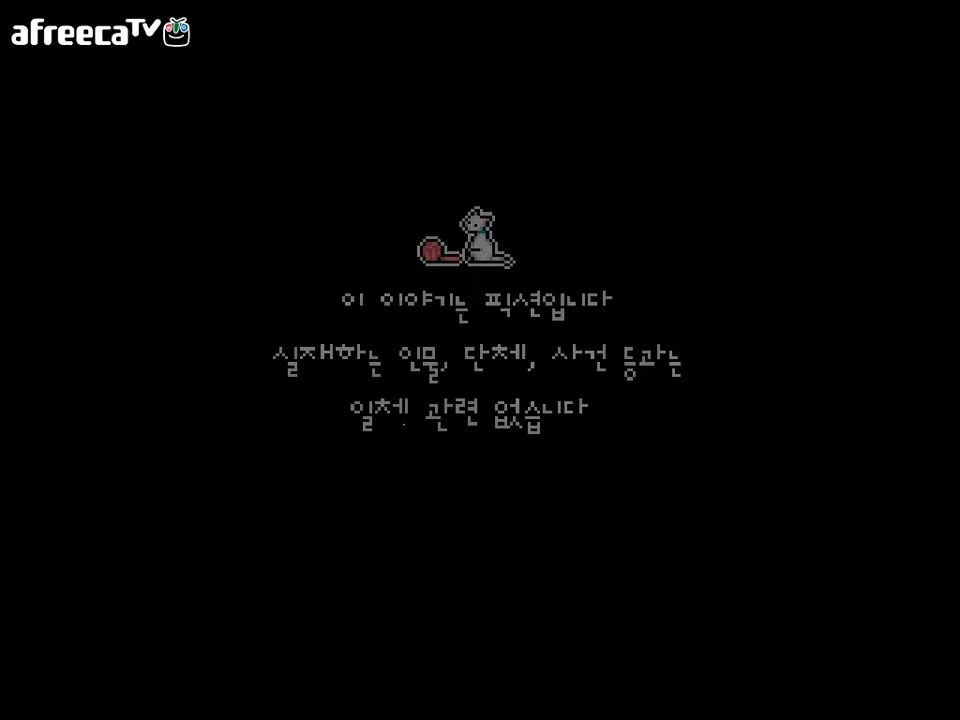 afreecaTV
이 이야기는 픽션입니다
실재하는 인물, 단체, 사건 등과는
일체 관련 없습니다